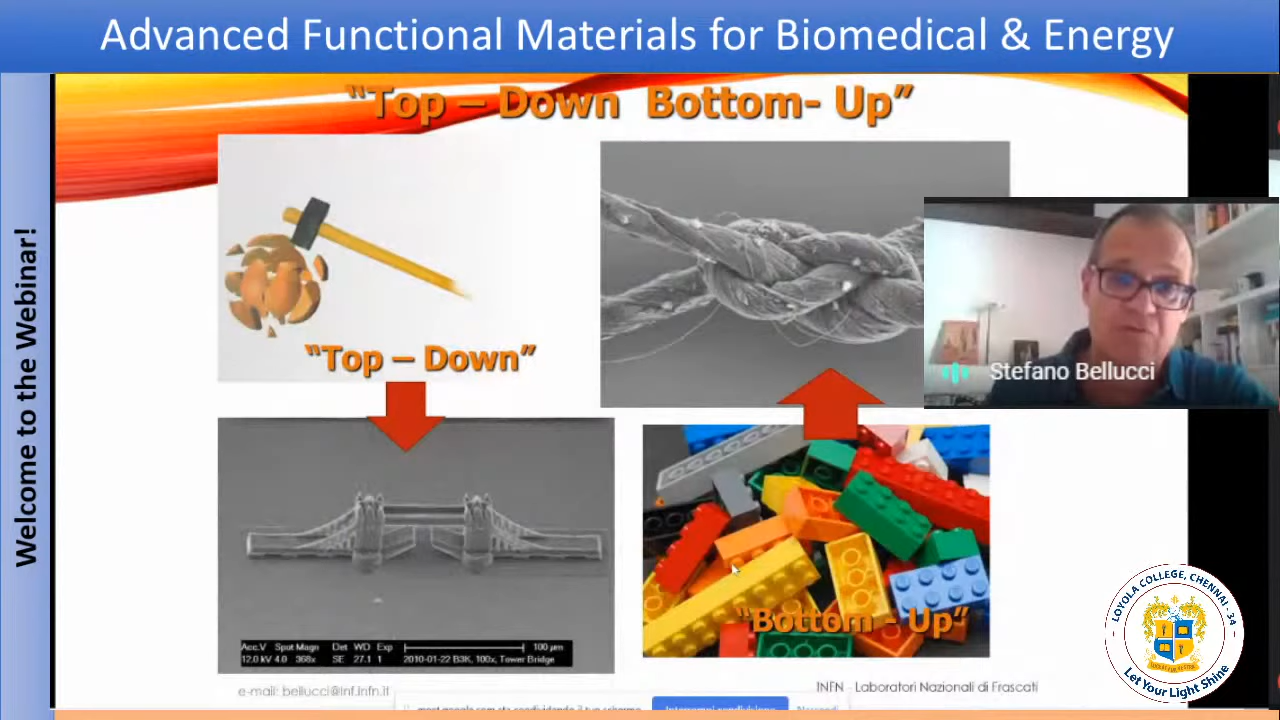 Advanced Functional Materials for Biomedical & Energy
Welcome to the Webinar!
"Top – Down Bottom- Up"
"Top – Down"
Stefano Bellucci
"Bottom - Up"
Acc.V Spot Magn Det WD Exp 100 µm
12.0 kV 4.0 368x SE 27.1 1 2010-01-22 B3K, 100x, Tower Bridge
e-mail: bellucci@lnf.infn.it
INFN - Laboratori Nazionali di Frascati
LOYOLA COLLEGE, CHENNAI - 34
Let Your Light Shine